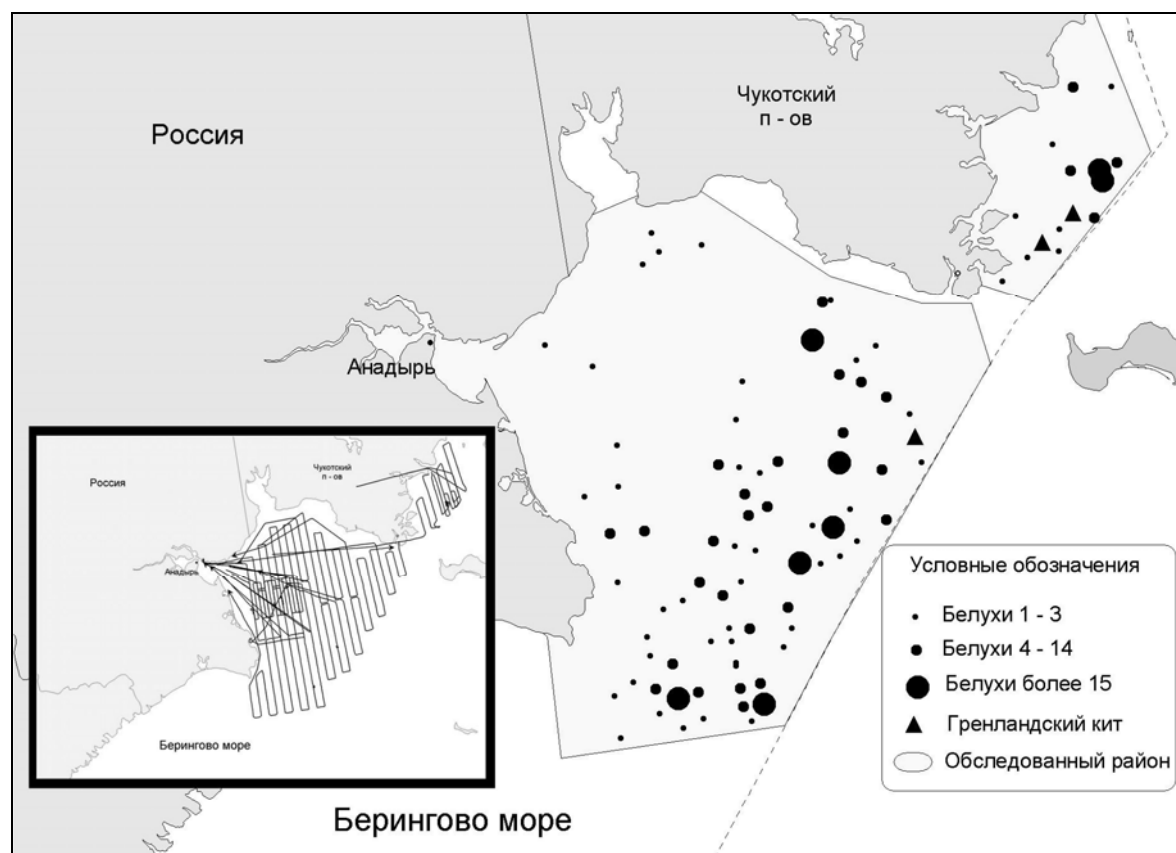 Россия
Чукотский
п - ов
Анадырь
Россия
Чукотский
п - ов
Анадырь
Берингово море
Берингово море
Условные обозначения
Белухи 1 - 3
Белухи 4 - 14
Белухи более 15
Гренландский кит
Обследованный район